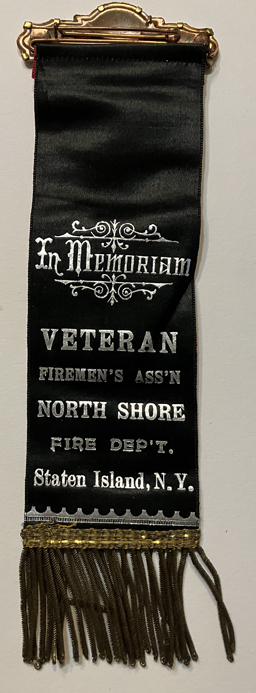 In Memoriam
VETERAN
FIREMEN'S ASS'N
NORTH SHORE
FIRE DEP'T.
Staten Island, N.Y.